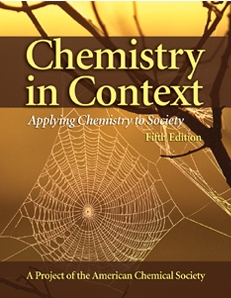 Chemistry
in Context
Applying Chemistry to Society
Fifth Edition
A Project of the American Chemical Society